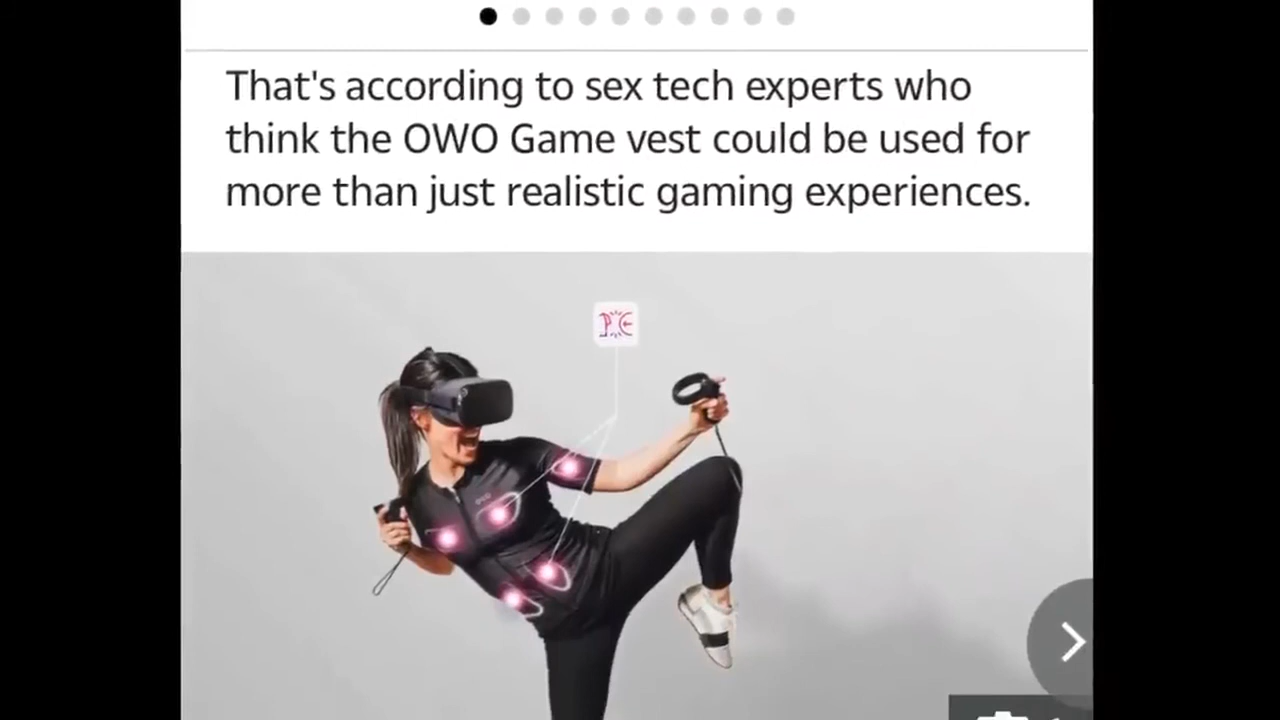 That's according to sex tech experts who
think the OWO Game vest could be used for
more than just realistic gaming experiences.